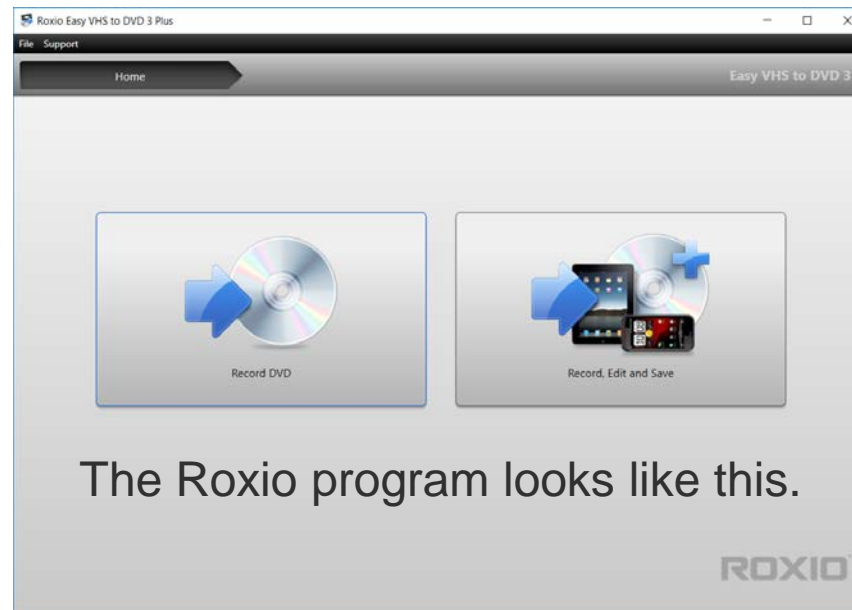 Roxio Easy VHS to DVD 3 Plus
File Support
Home
Easy VHS to DVD 3
Record DVD
Record, Edit and Save
The Roxio program looks like this.
ROXIO